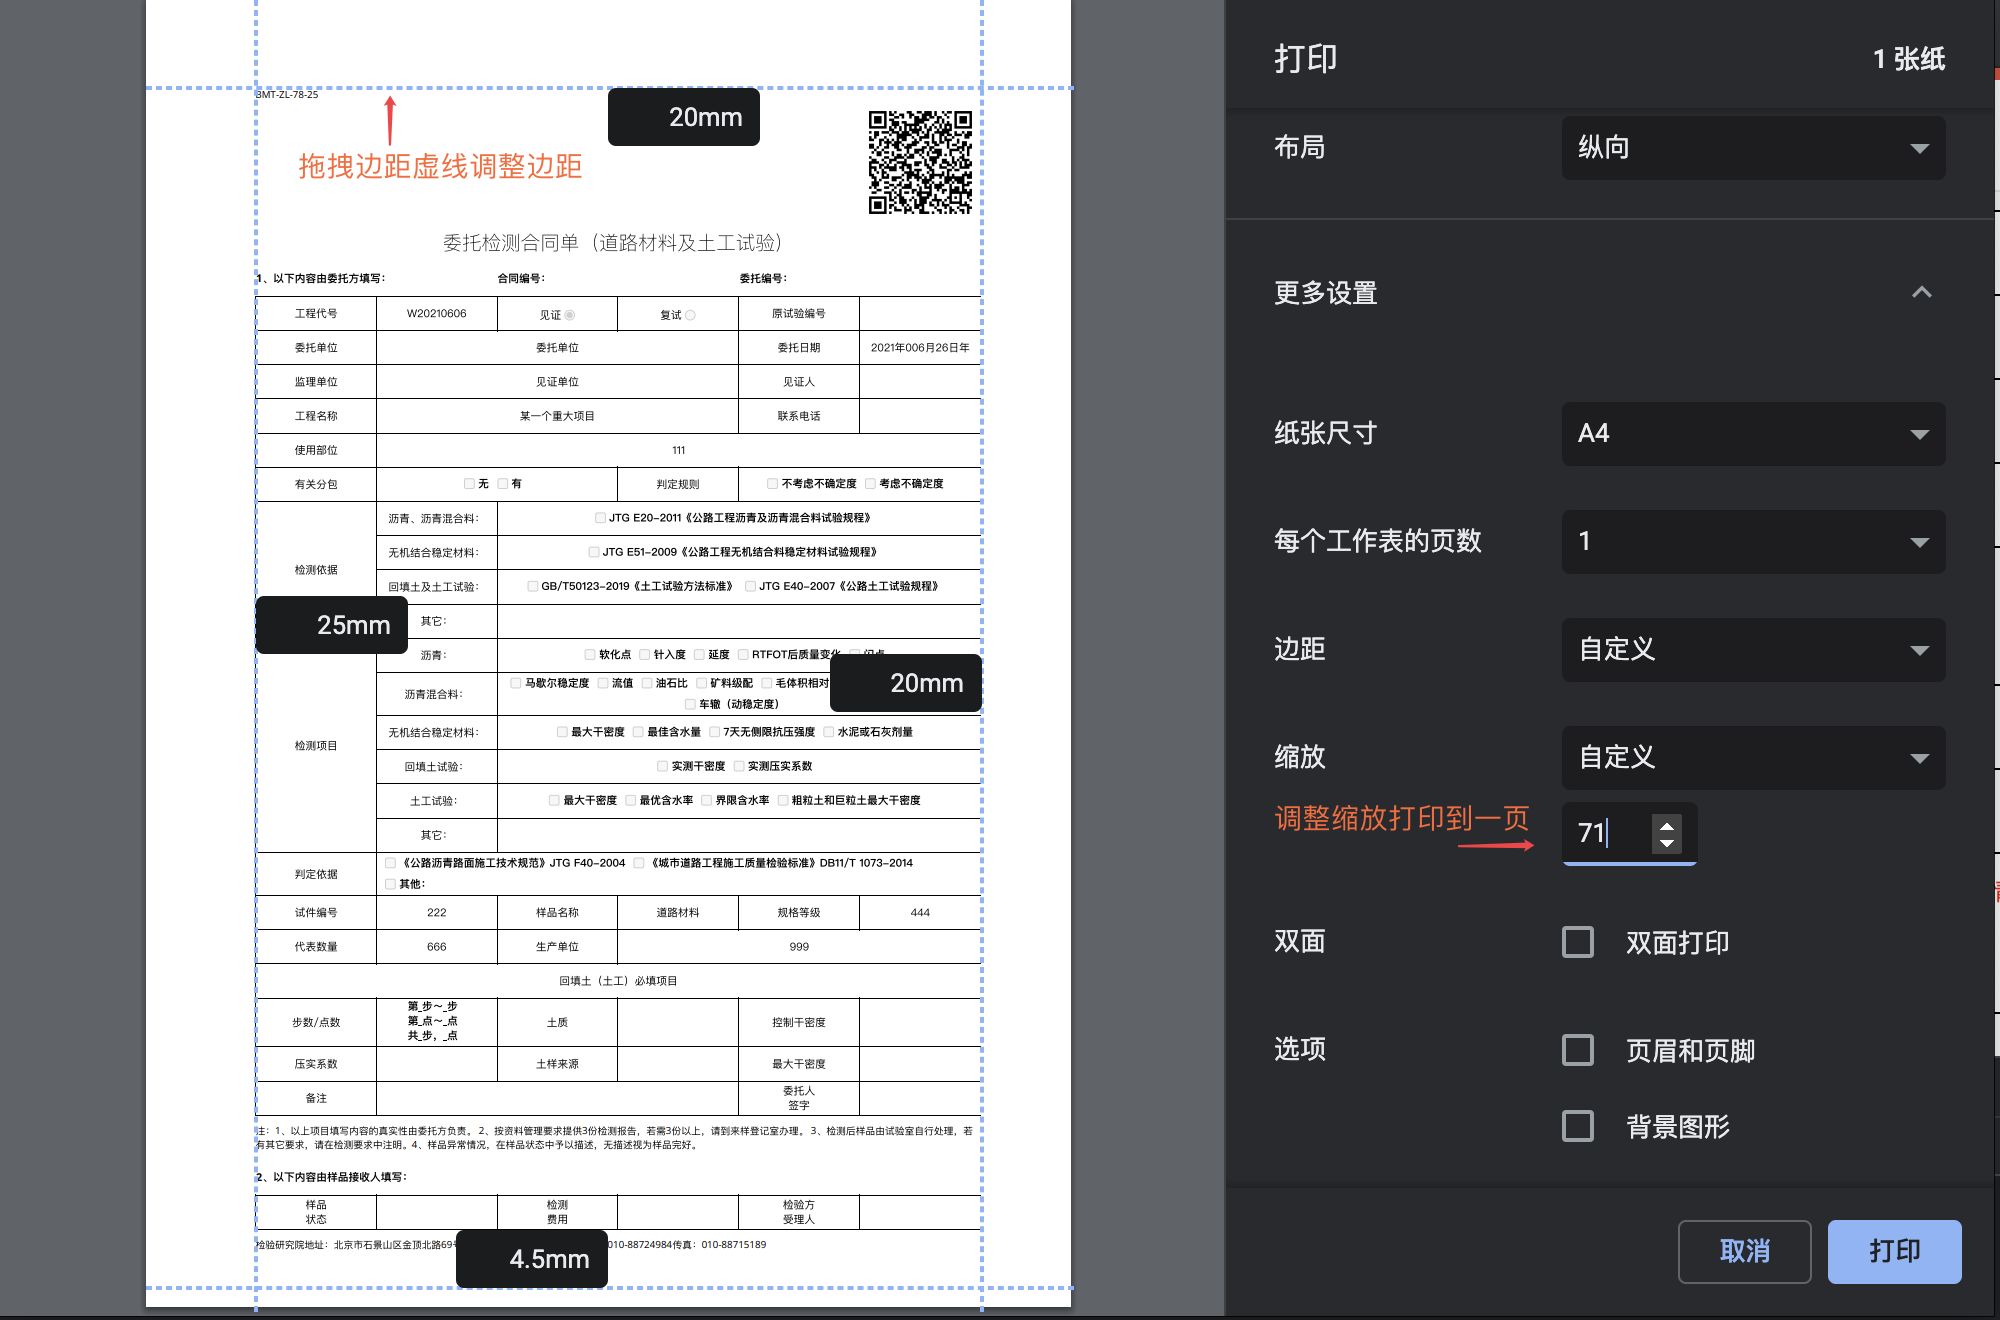 3MT-ZL-78-25
20mm
拖拽边距虚线调整边距
委托检测合同单（道路材料及土工试验）
1、以下内容由委托方填写： 合同编号： 委托编号：
工程代号 W20210606 见证 复试 原试验编号
委托单位 委托单位 委托日期 2021年006月26日年
监理单位 见证单位 见证人
工程名称 某一个重大项目 联系电话
使用部位 111
有关分包 无 有 判定规则 不考虑不确定度 考虑不确定度
检测依据
沥青、沥青混合料： JTG E20-2011《公路工程沥青及沥青混合料试验规程》
无机结合稳定材料： JTG E51-2009《公路工程无机结合料稳定材料试验规程》
回填土及土工试验： GB/T50123-2019《土工试验方法标准》 JTG E40-2007《公路土工试验规程》
其它：
25mm
检测项目
沥青： 软化点 针入度 延度 RTFOT后质量变化
20mm
沥青混合料： 马歇尔稳定度 流值 油石比 矿料级配 毛体积相对
车辙（动稳定度）
无机结合稳定材料： 最大干密度 最佳含水量 7天无侧限抗压强度 水泥或石灰剂量
回填土试验： 实测干密度 实测压实系数
土工试验： 最大干密度 最优含水率 界限含水率 粗粒土和巨粒土最大干密度
其它：
判定依据 《公路沥青路面施工技术规范》JTG F40-2004 《城市道路工程施工质量检验标准》DB11/T 1073-2014
其他：
试件编号 222 样品名称 道路材料 规格等级 444
代表数量 666 生产单位 999
回填土（土工）必填项目
步数/点数 第_步～_步 土质 控制干密度
第_点～_点
共_步，_点
压实系数 土样来源 最大干密度
备注 委托人
签字
注：1、以上项目填写内容的真实性由委托方负责。 2、按资料管理要求提供3份检测报告，若需3份以上，请到来样登记室办理。 3、检测后样品由试验室自行处理，若
有其它要求，请在检测要求中注明。4、样品异常情况，在样品状态中予以描述，无描述视为样品完好。
2、以下内容由样品接收人填写：
样品 检测 检验方
状态 费用 受理人
检验研究院地址：北京市石景山区金顶北路69 010-88724984传真：010-88715189
4.5mm
打印 1 张纸
布局 纵向
更多设置
纸张尺寸 A4
每个工作表的页数 1
边距 自定义
缩放 自定义
调整缩放打印到一页 71
双面 双面打印
选项 页眉和页脚
背景图形
取消 打印